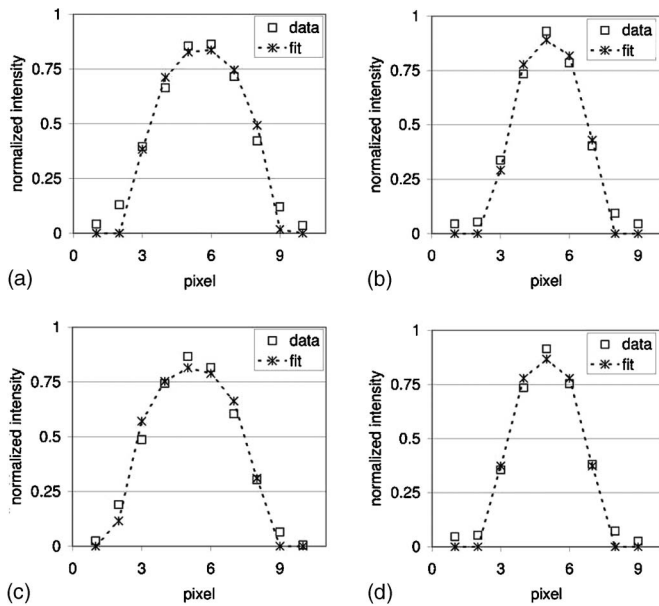 1
0.75
0.5
0.25
0
normalized intensity
data
fit
0 3 6 9
pixel
(a)
1
0.75
0.5
0.25
0
normalized intensity
data
fit
0 3 6 9
pixel
(b)
1
0.75
0.5
0.25
0
normalized intensity
data
fit
0 3 6 9
pixel
(c)
1
0.75
0.5
0.25
0
normalized intensity
data
fit
0 3 6 9
pixel
(d)